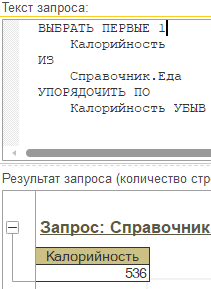 Текст запроса:
ВЫБРАТЬ ПЕРВЫЕ 1
Калорийность
ИЗ
Справочник.Еда
УПОРЯДОЧИТЬ ПО
Калорийность УБЫВ
Результат запроса (количество стр
Запрос: Справочник
Калорийность
536